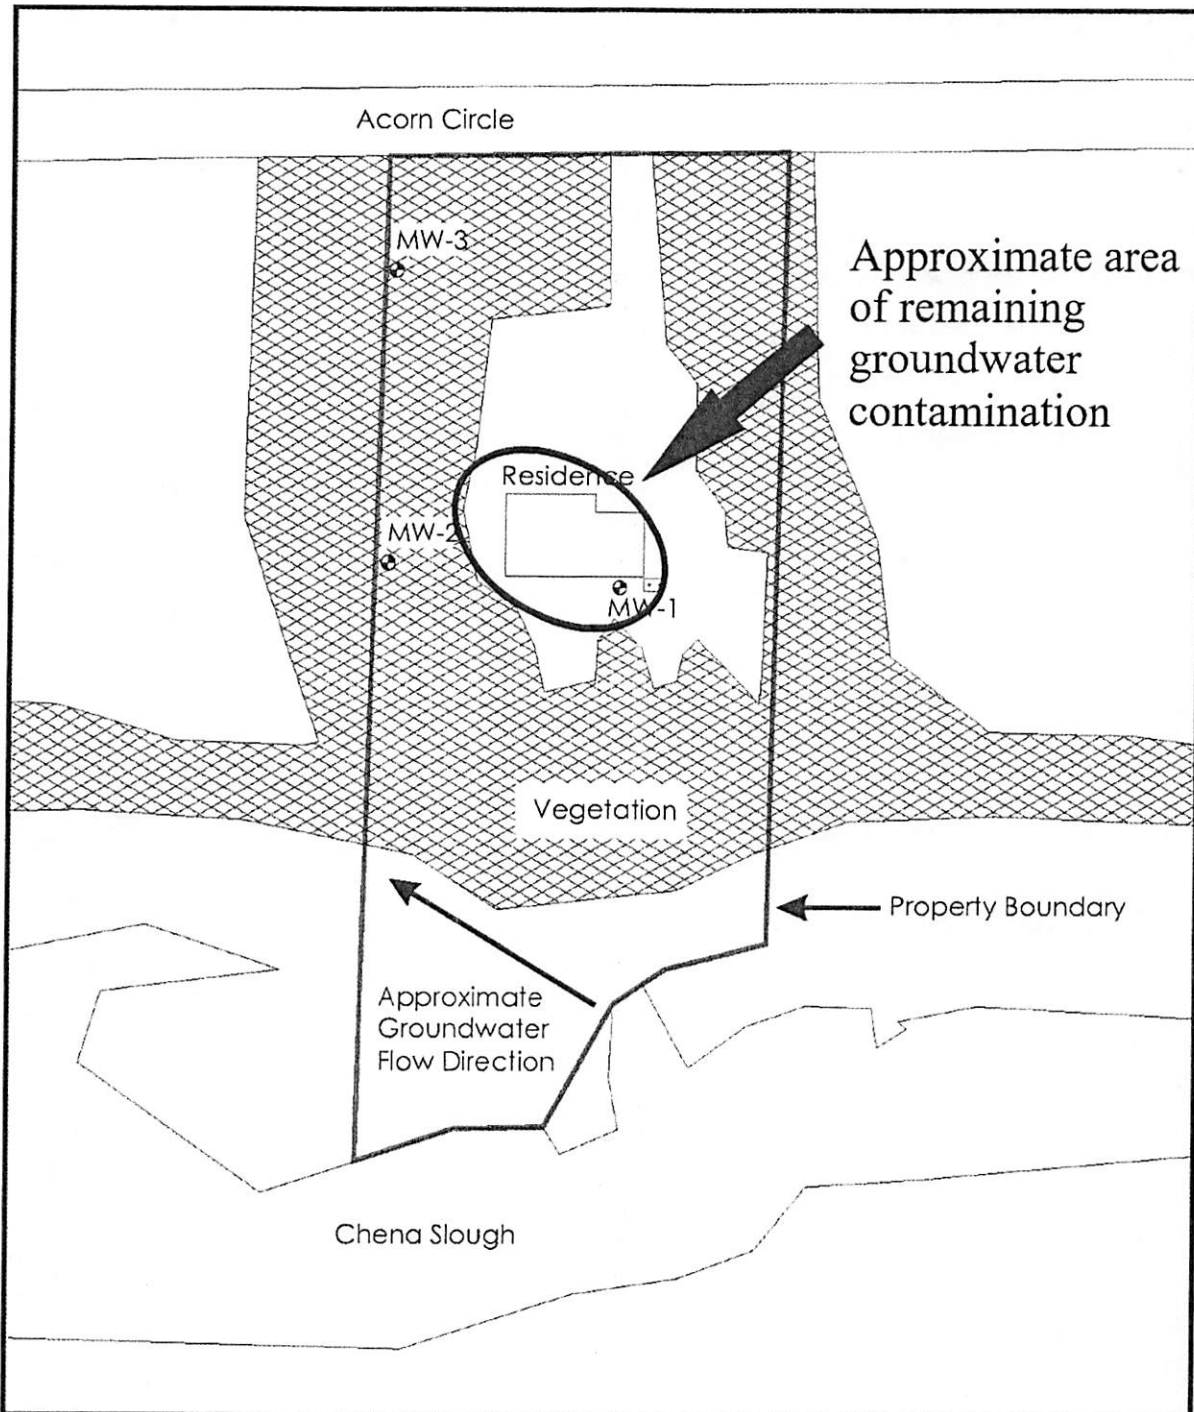 Acorn Circle
MW-3
Approximate area
of remaining
groundwater
contamination
Residence
MW-2
MW-1
Vegetation
Property Boundary
Approximate
Groundwater
Flow Direction
Chena Slough